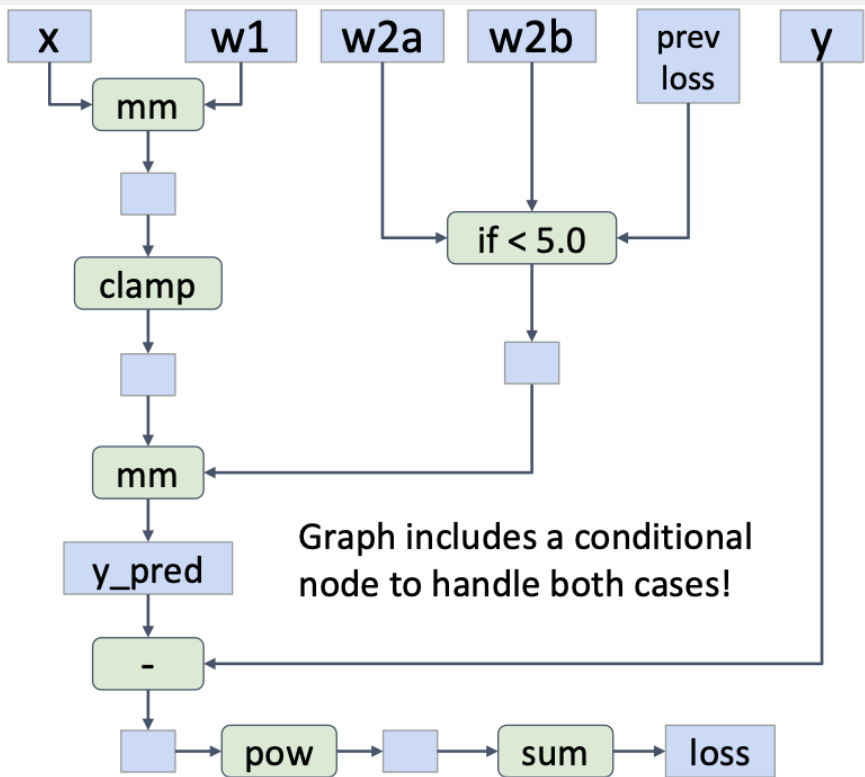 x
w1
w2a
w2b
prev
loss
y
mm
if < 5.0
clamp
mm
Graph includes a conditional
node to handle both cases!
y_pred
-
pow
sum
loss